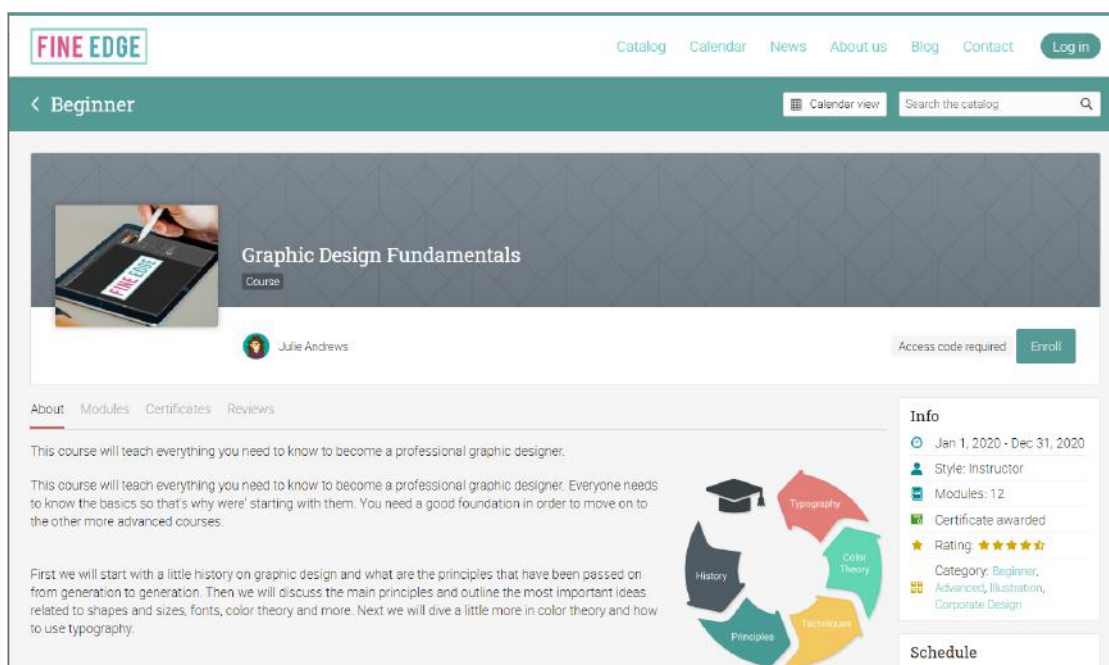 FINE EDGE
Catalog Calendar News About us Blog Contact Log in
< Beginner
Calendar view
Search the catalog
FINE EDGE
Graphic Design Fundamentals
Course
Julie Andrews
Access code required
Enroll
About Modules Certificates Reviews
This course will teach everything you need to know to become a professional graphic designer.
This course will teach everything you need to know to become a professional graphic designer. Everyone needs
to know the basics so that's why were' starting with them. You need a good foundation in order to move on to
the other more advanced courses.
First we will start with a little history on graphic design and what are the principles that have been passed on
from generation to generation. Then we will discuss the main principles and outline the most important ideas
related to shapes and sizes, fonts, color theory and more. Next we will dive a little more in color theory and how
to use typography.
Typography
Color
Theory
Techniques
Principles
History
Info
Jan 1, 2020 - Dec 31, 2020
Style: Instructor
Modules: 12
Certificate awarded
Rating:
Category: Beginner,
Advanced, Illustration,
Corporate Design
Schedule